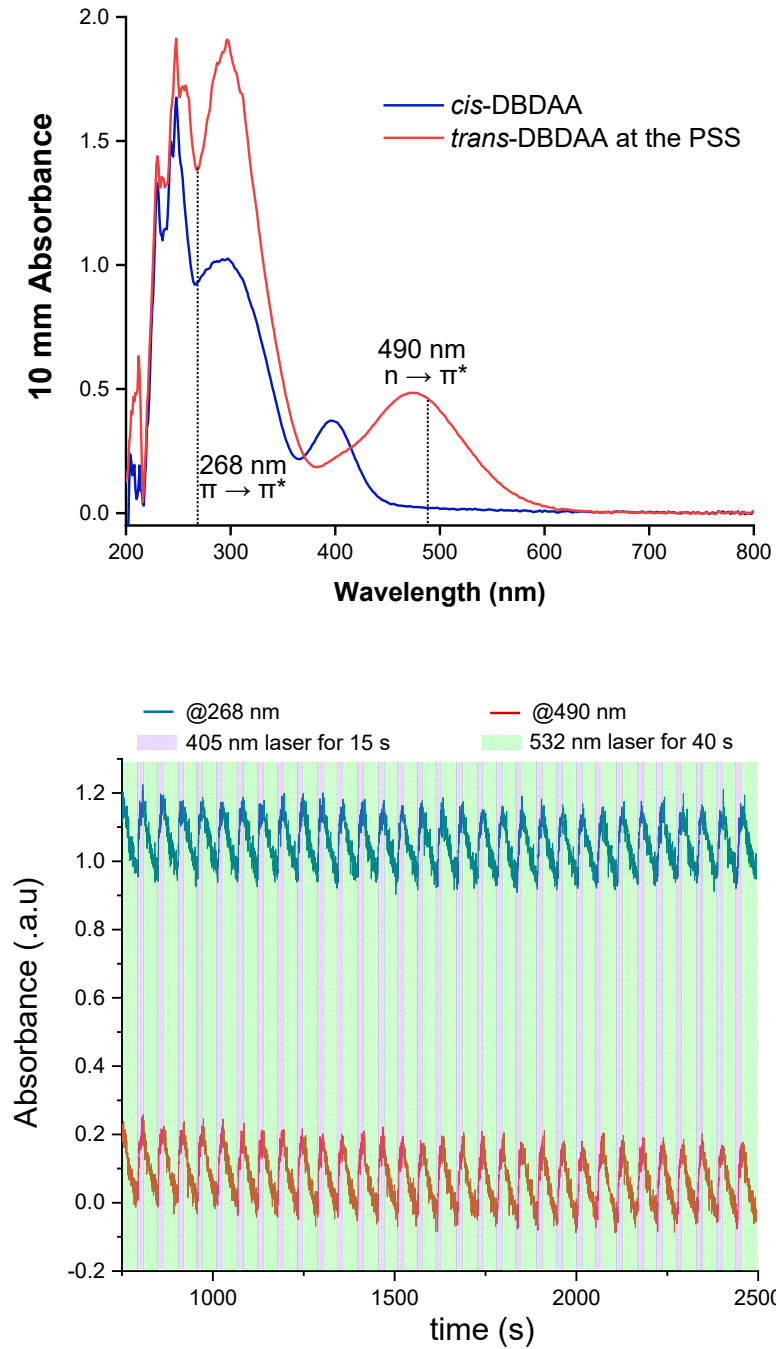 2.0
1.5
1.0
0.5
0.0
10 mm Absorbance
cis-DBDAA
trans-DBDAA at the PSS
490 nm
n → π*
268 nm
π → π*
200 300 400 500 600 700 800
Wavelength (nm)
@268 nm @490 nm
405 nm laser for 15 s 532 nm laser for 40 s
1.2
1.0
0.8
0.6
0.4
0.2
0.0
-0.2
Absorbance (.a.u)
1000 1500 2000 2500
time (s)